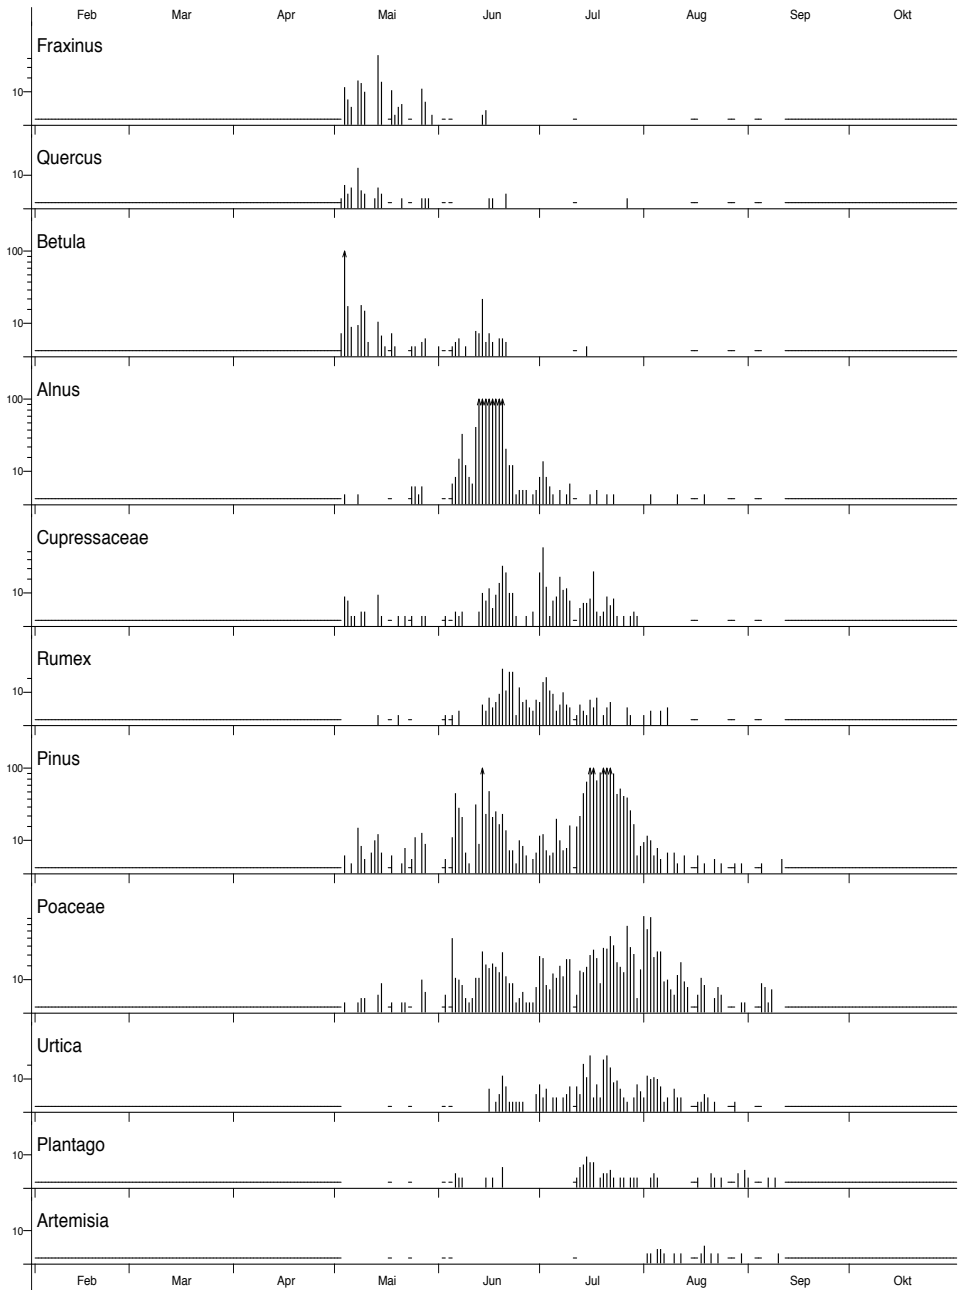 Feb Mar Apr Mai Jun Jul Aug Sep Okt
Fraxinus
10
Quercus
10
Betula
100
10
Alnus
100
10
Cupressaceae
10
Rumex
10
Pinus
100
10
Poaceae
10
Urtica
10
Plantago
10
Artemisia
10
Feb Mar Apr Mai Jun Jul Aug Sep Okt